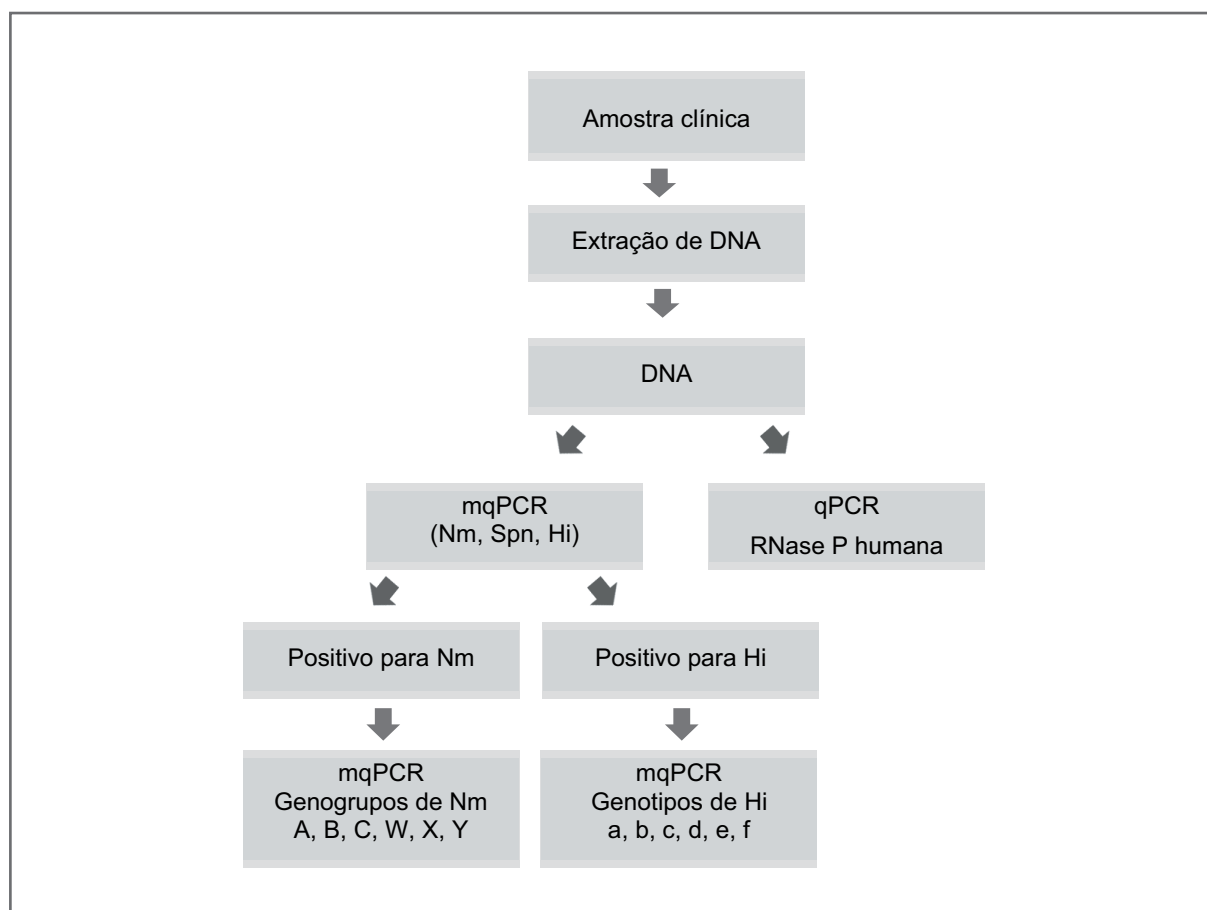 Amostra clínica
Extração de DNA
DNA
mqPCR
(Nm, Spn, Hi)
qPCR
RNase P humana
Positivo para Nm
Positivo para Hi
mqPCR
Genogrupos de Nm
A, B, C, W, X, Y
mqPCR
Genotipos de Hi
a, b, c, d, e, f